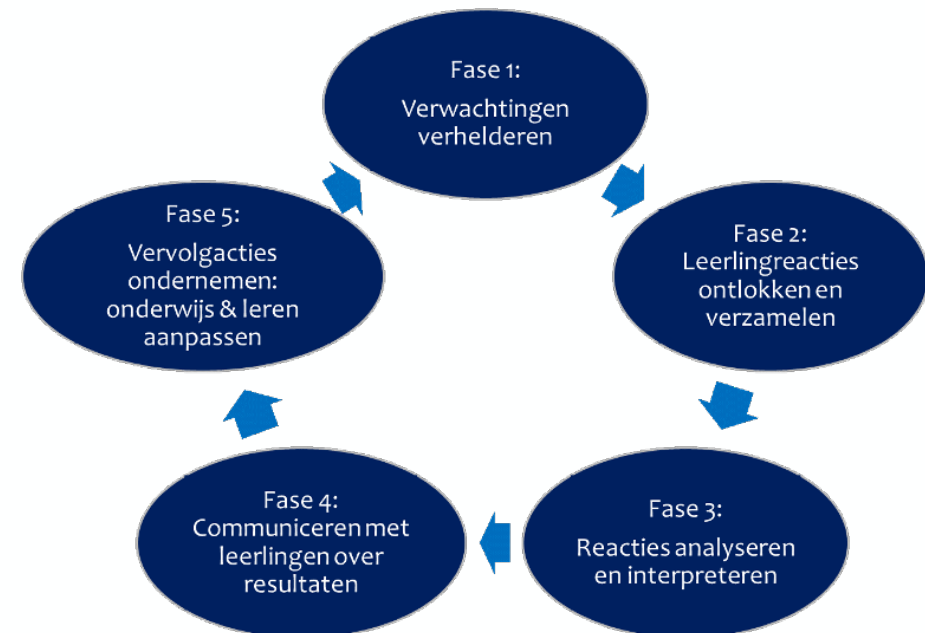 Fase 1:
Verwachtingen
verhelderen
Fase 2:
Leerlingreacties
ontlokken en
verzamelen
Fase 3:
Reacties analyseren
en interpreteren
Fase 4:
Communiceren met
leerlingen over
resultaten
Fase 5:
Vervolgacties
ondernemen:
onderwijs & leren
aanpassen